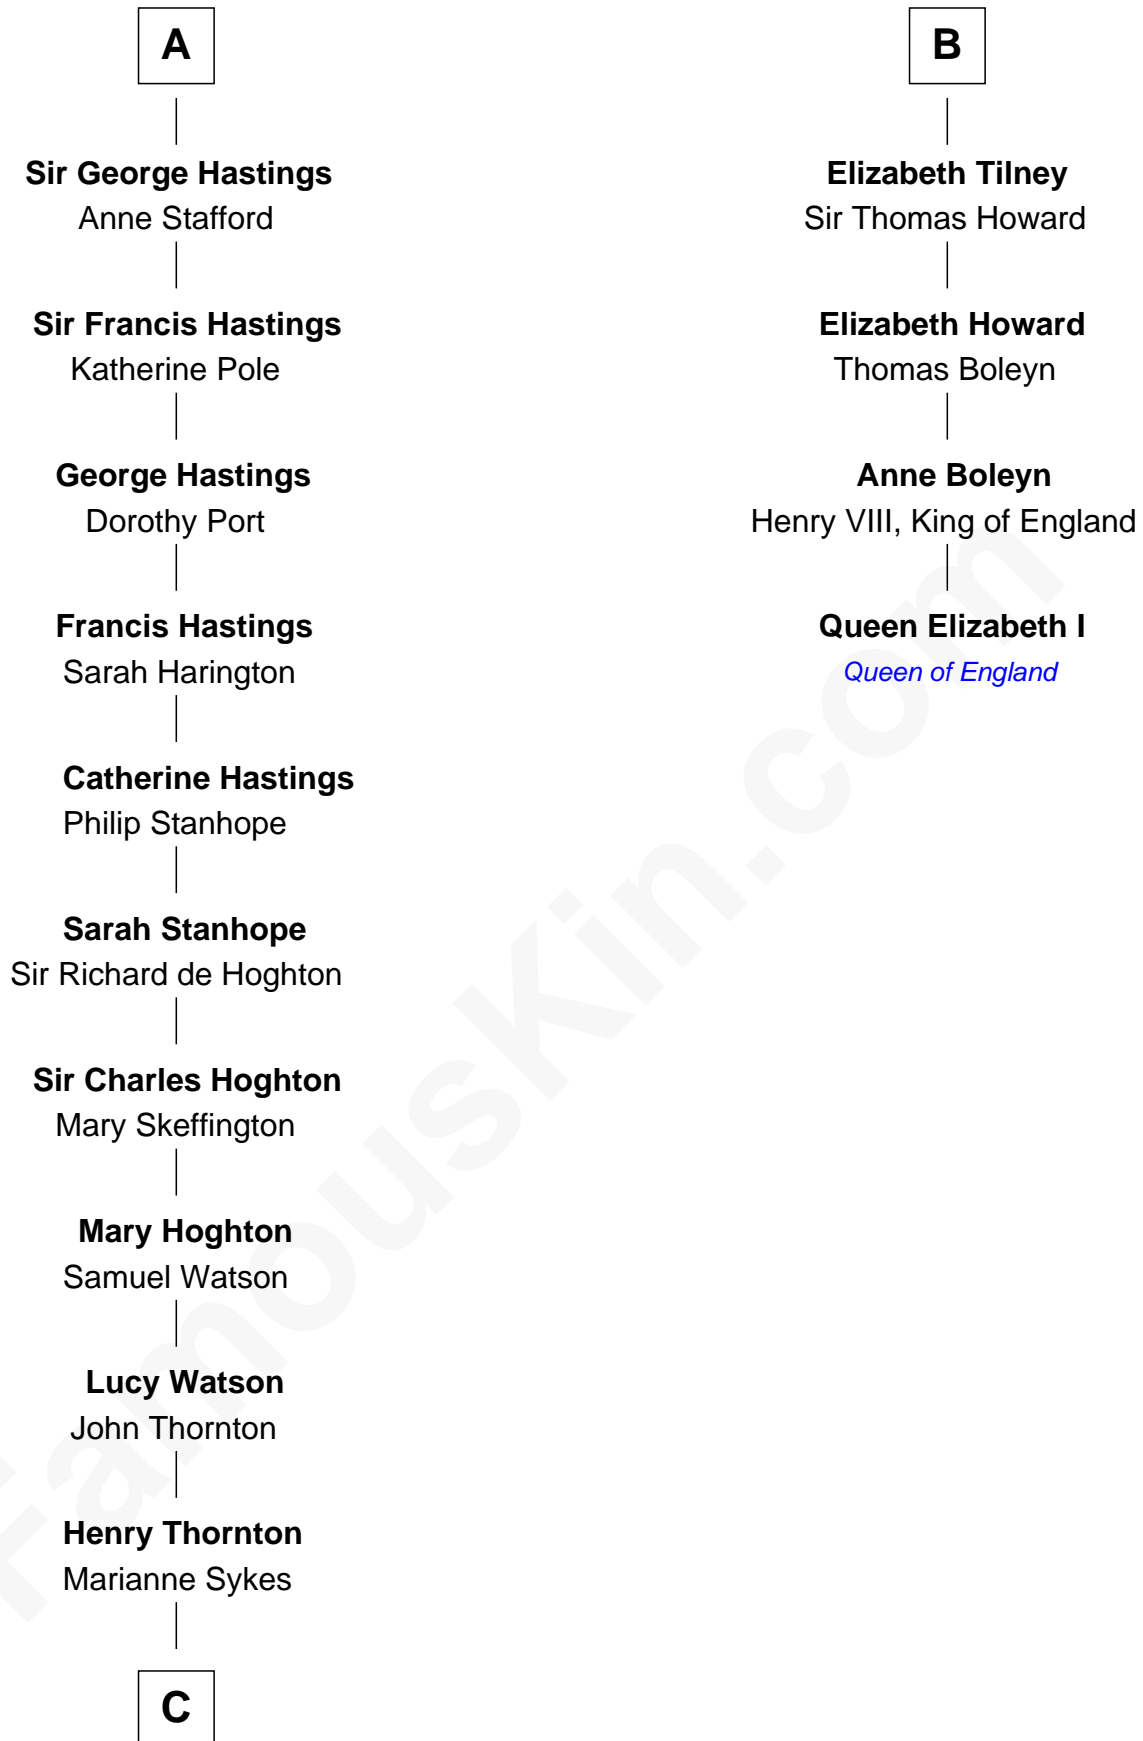 A
Sir George Hastings
Anne Stafford
Sir Francis Hastings
Katherine Pole
George Hastings
Dorothy Port
Francis Hastings
Sarah Harington
Catherine Hastings
Philip Stanhope
Sarah Stanhope
Sir Richard de Hoghton
Sir Charles Hoghton
Mary Skeffington
Mary Hoghton
Samuel Watson
Lucy Watson
John Thornton
Henry Thornton
Marianne Sykes
C
B
Elizabeth Tilney
Sir Thomas Howard
Elizabeth Howard
Thomas Boleyn
Anne Boleyn
Henry VIII, King of England
Queen Elizabeth I
Queen of England
FamousKin.com